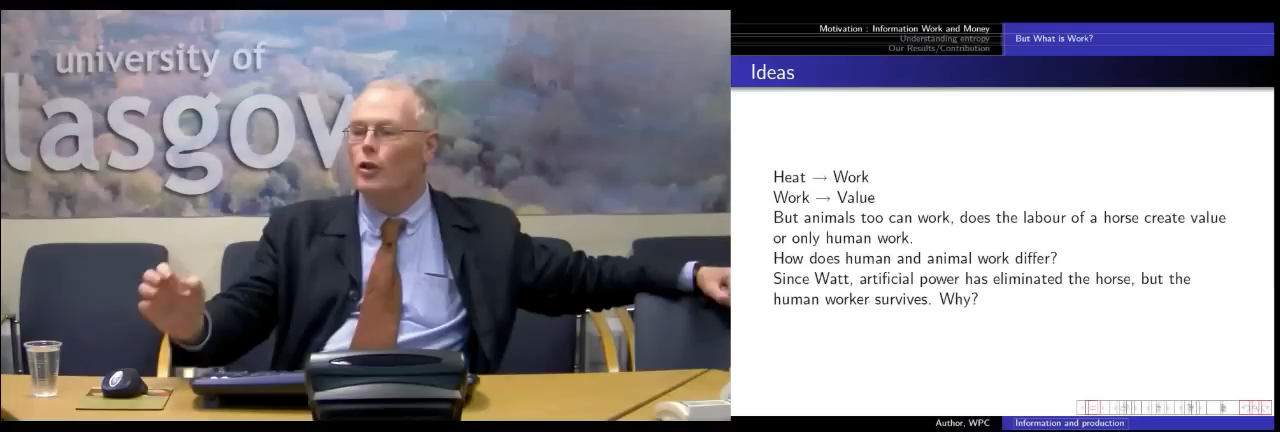 university of
lasgow
Motivation : Information Work and Money
Understanding entropy
Our Results/Contribution
But What is Work?
Ideas
Heat → Work
Work → Value
But animals too can work, does the labour of a horse create value
or only human work.
How does human and animal work differ?
Since Watt, artificial power has eliminated the horse, but the
human worker survives. Why?
Author, WPC
Information and production